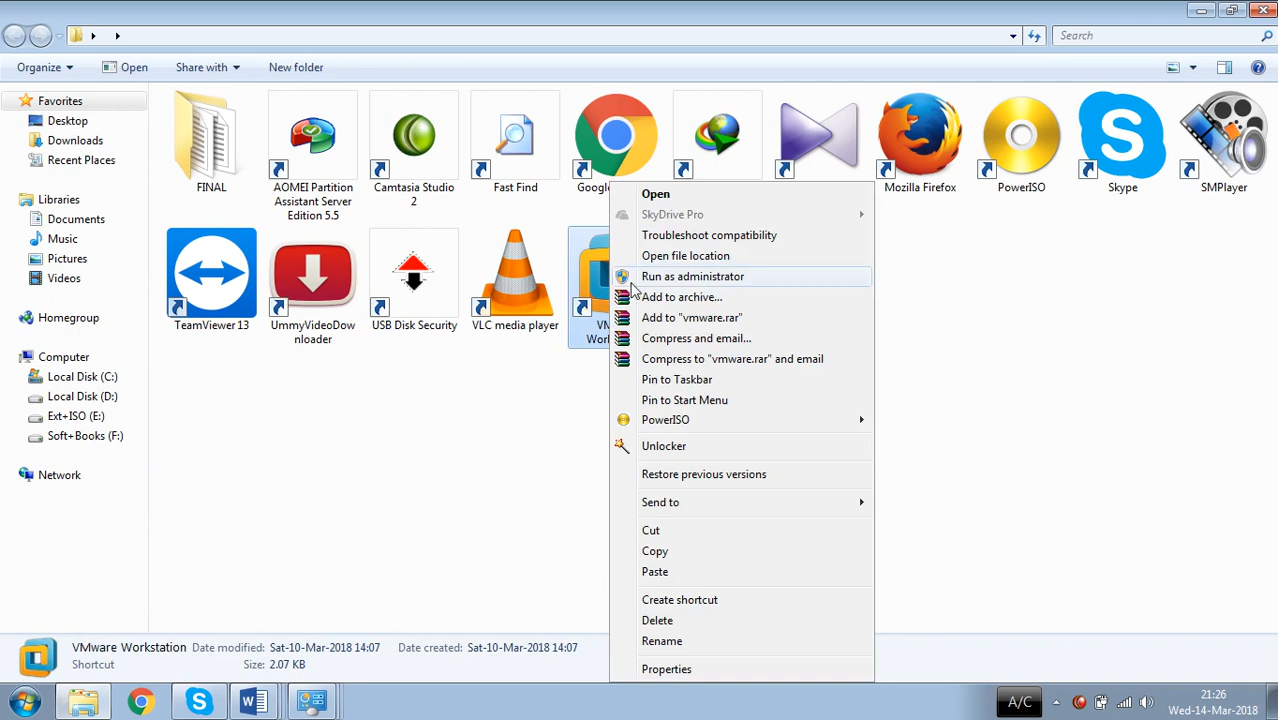 Search
Organize Open Share with New folder
Favorites
Desktop
Downloads
Recent Places
Libraries
Documents
Music
Pictures
Videos
Homegroup
Computer
Local Disk (C:)
Local Disk (D:)
Ext+ISO (E:)
Soft+Books (F:)
Network
FINAL
AOMEI Partition
Assistant Server
Edition 5.5
Camtasia Studio
2
Fast Find
Goog
Mozilla Firefox
PowerISO
Skype
SMPlayer
TeamViewer 13
UmmyVideoDow
nloader
USB Disk Security
VLC media player
VM
Work
Open
SkyDrive Pro
Troubleshoot compatibility
Open file location
Run as administrator
Add to archive...
Add to "vmware.rar"
Compress and email...
Compress to "vmware.rar" and email
Pin to Taskbar
Pin to Start Menu
PowerISO
Unlocker
Restore previous versions
Send to
Cut
Copy
Paste
Create shortcut
Delete
Rename
Properties
VMware Workstation Date modified: Sat-10-Mar-2018 14:07 Date created: Sat-10-Mar-2018 14:07
Shortcut Size: 2.07 KB
A/C
21:26
Wed-14-Mar-2018